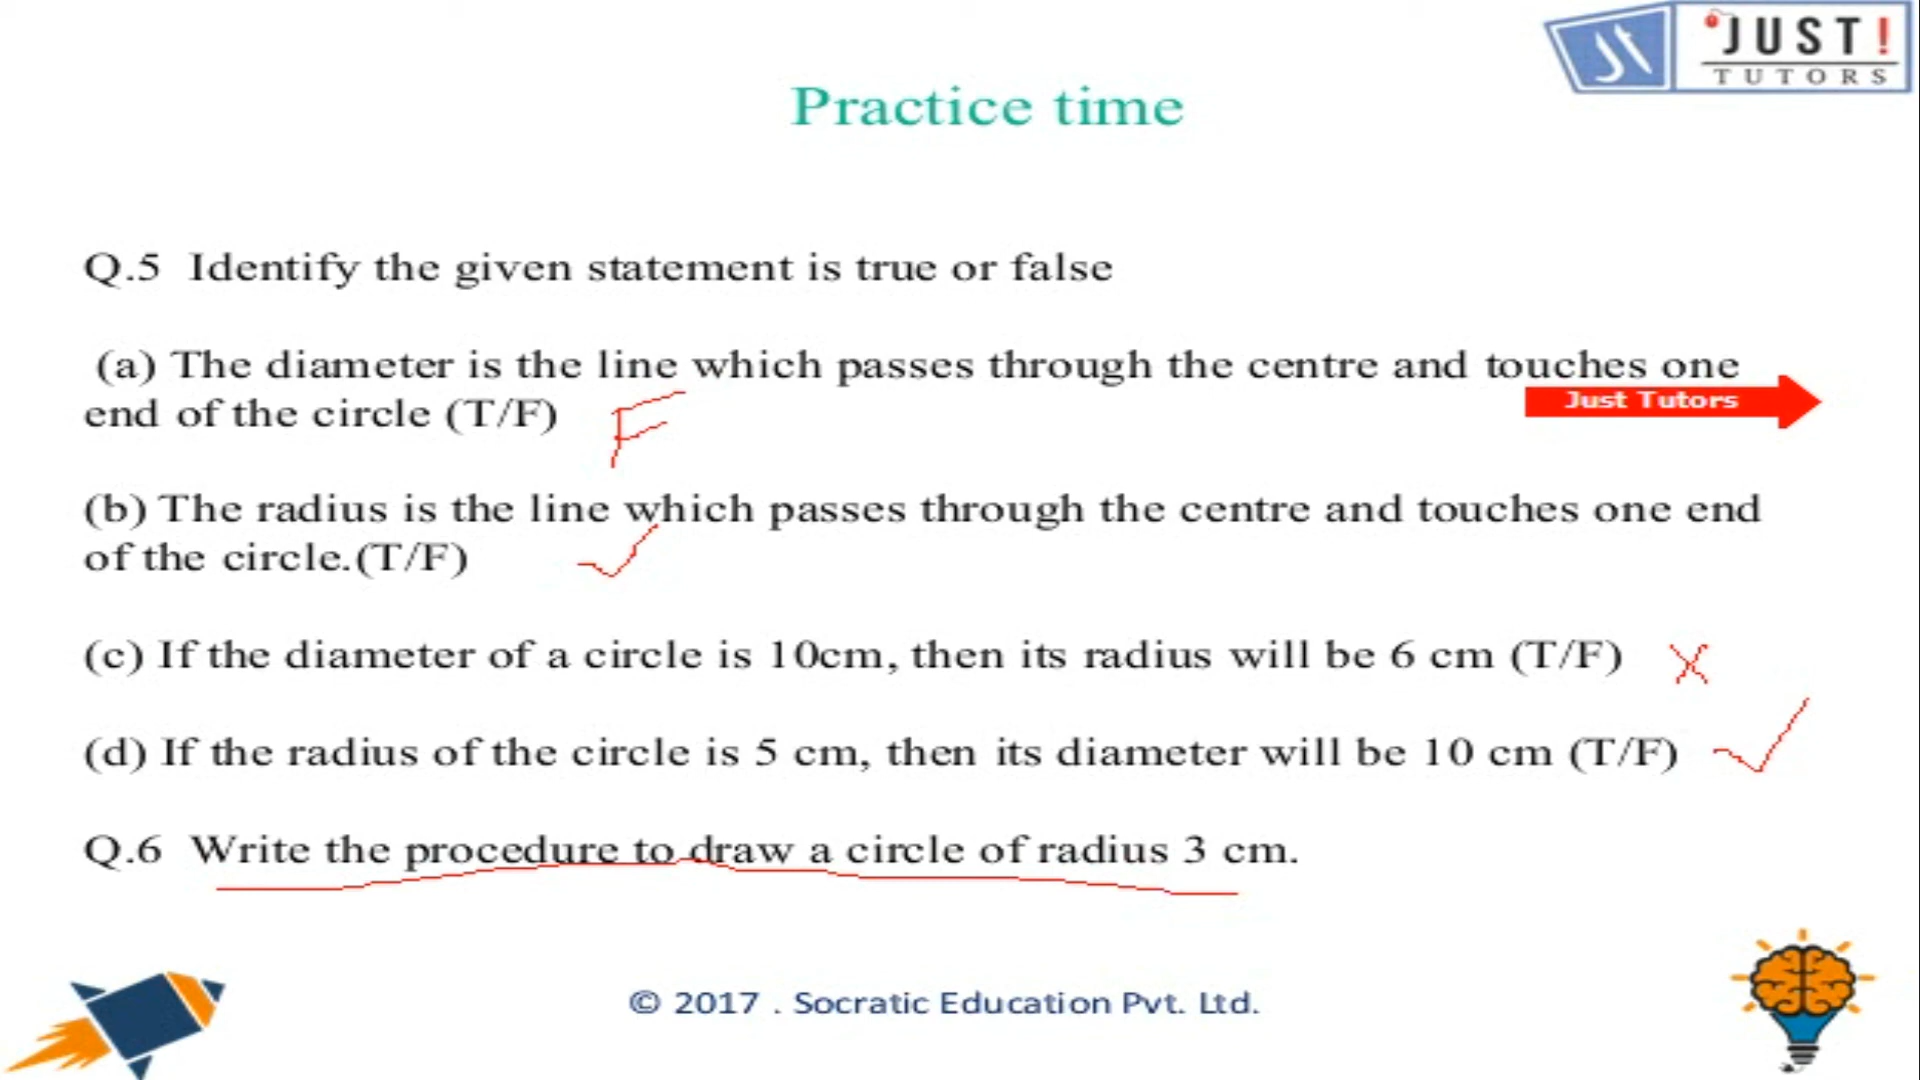 JUST!
TUTORS
Practice time
Q.5 Identify the given statement is true or false
(a) The diameter is the line which passes through the centre and touches one
end of the circle (T/F) F
Just Tutors
(b) The radius is the line which passes through the centre and touches one end
of the circle.(T/F)
(c) If the diameter of a circle is 10cm, then its radius will be 6 cm (T/F)
(d) If the radius of the circle is 5 cm, then its diameter will be 10 cm (T/F)
Q.6 Write the procedure to draw a circle of radius 3 cm.
© 2017 . Socratic Education Pvt. Ltd.